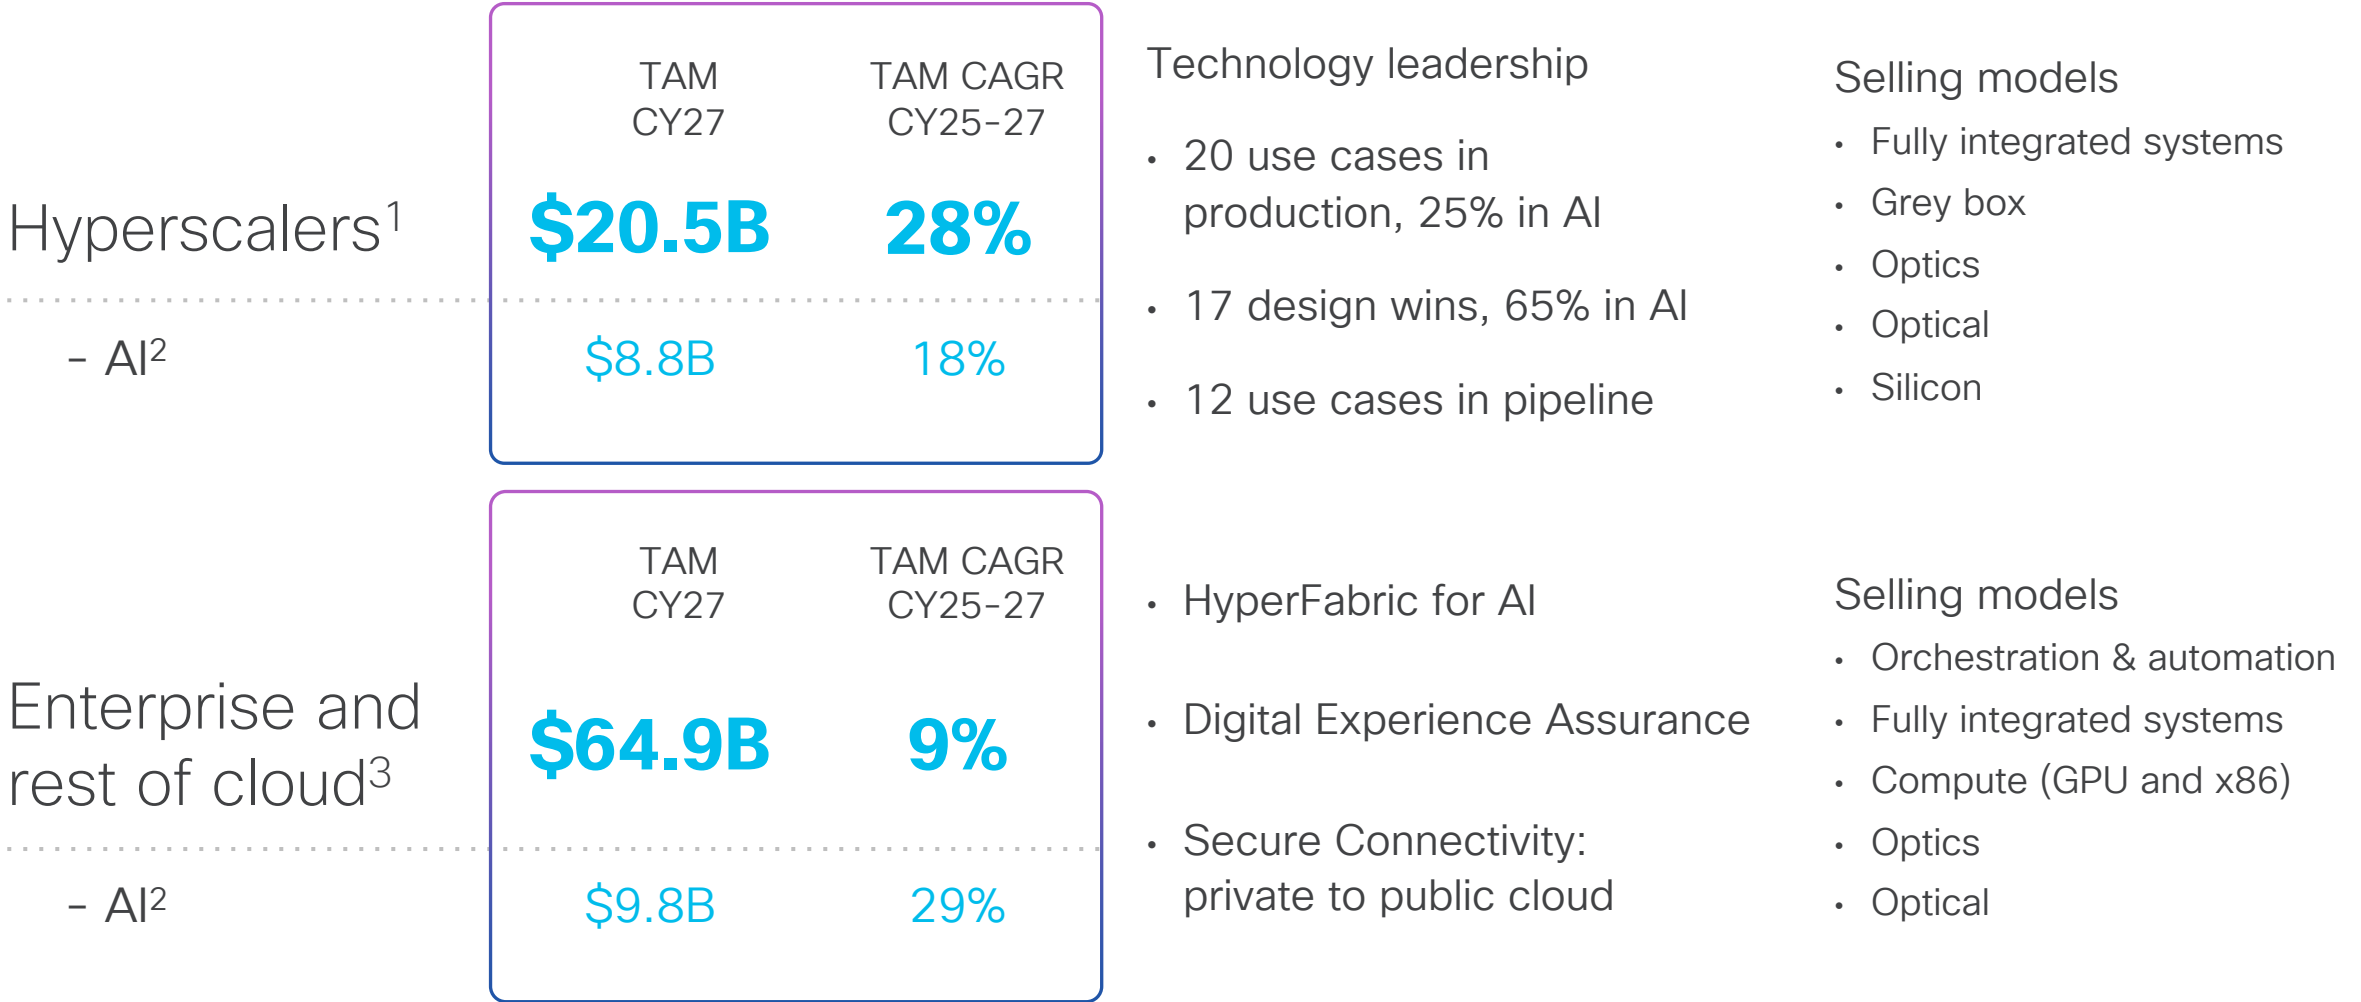 TAM
CY27
TAM CAGR
CY25-27
Hyperscalers¹
$20.5B
28%
- AI²
$8.8B
18%
Technology leadership
• 20 use cases in
production, 25% in AI
• 17 design wins, 65% in AI
• 12 use cases in pipeline
Selling models
• Fully integrated systems
• Grey box
• Optics
• Optical
• Silicon
TAM
CY27
TAM CAGR
CY25-27
Enterprise and
rest of cloud³
$64.9B
9%
- AI²
$9.8B
29%
• HyperFabric for AI
• Digital Experience Assurance
• Secure Connectivity:
private to public cloud
Selling models
• Orchestration & automation
• Fully integrated systems
• Compute (GPU and x86)
• Optics
• Optical